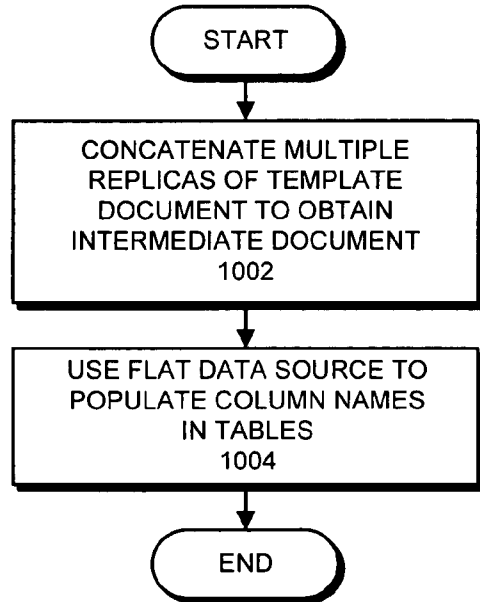 START
CONCATENATE MULTIPLE
REPLICAS OF TEMPLATE
DOCUMENT TO OBTAIN
INTERMEDIATE DOCUMENT
1002
USE FLAT DATA SOURCE TO
POPULATE COLUMN NAMES
IN TABLES
1004
END